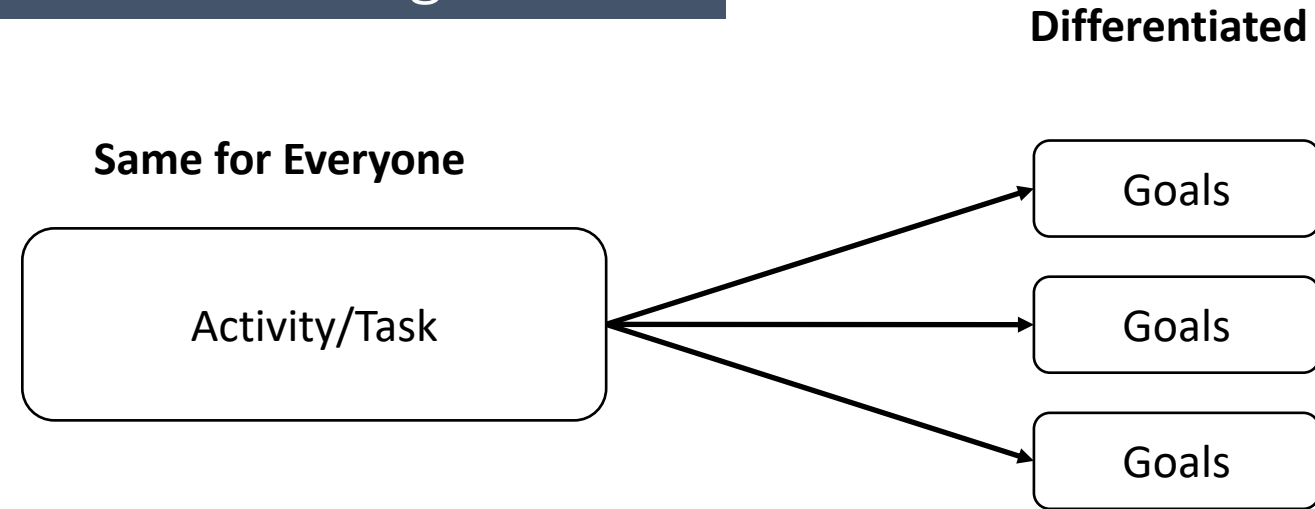 Differentiated
Same for Everyone
Goals
Activity/Task
Goals
Goals